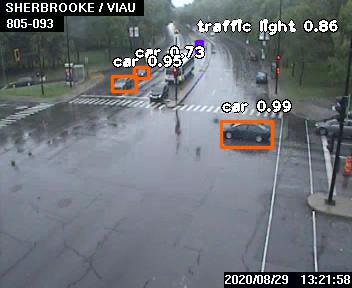 SHERBROOKE / VIAU
805-093
traffic light 0.86
car 0.73
car 0.95
car 0.99
2020/08/29 13:21:58